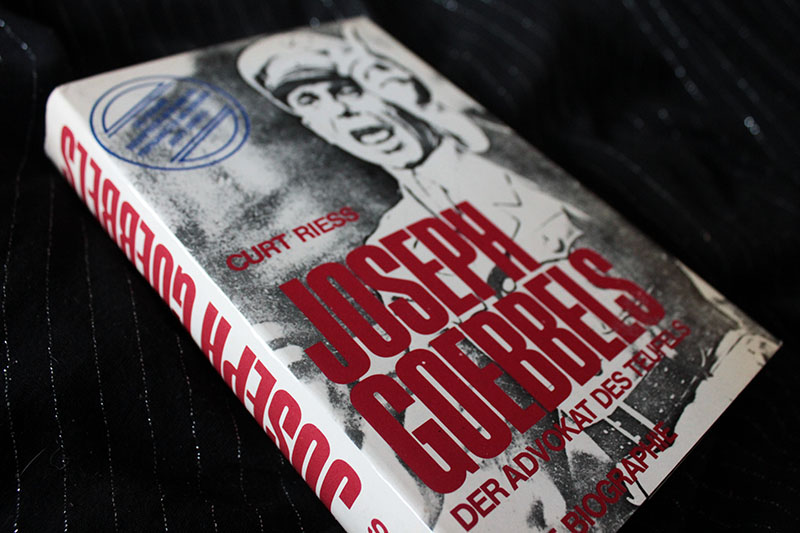 CURT RIESS
JOSEPH
GOEBBELS
DER ADVOKAT DES TEUFELS
BIOGRAPHIE
JOSEPH GOEBBELS